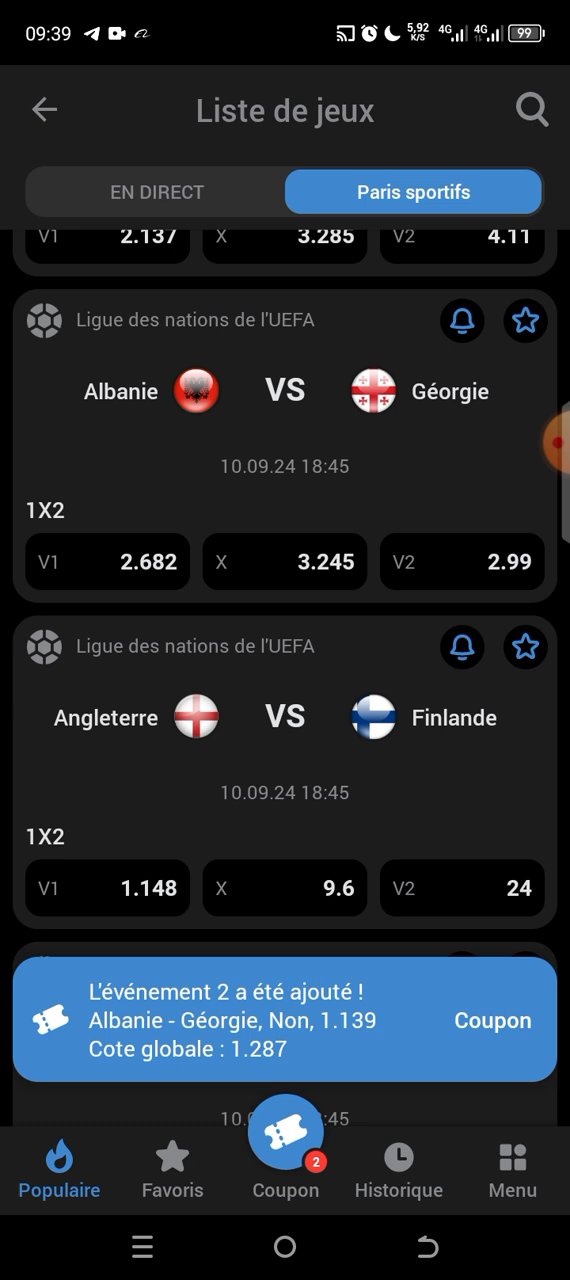 09:39 5,92 K/S 4G 4G 99
Liste de jeux
EN DIRECT Paris sportifs
V1 2.137 X 3.285 V2 4.11
Ligue des nations de l'UEFA
Albanie VS Géorgie
10.09.24 18:45
1X2
V1 2.682 X 3.245 V2 2.99
Ligue des nations de l'UEFA
Angleterre VS Finlande
10.09.24 18:45
1X2
V1 1.148 X 9.6 V2 24
L'événement 2 a été ajouté !
Albanie - Géorgie, Non, 1.139 Coupon
Cote globale : 1.287
10. :45
2
Populaire Favoris Coupon Historique Menu